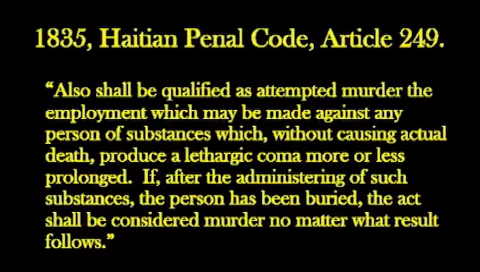 1835, Haitian Penal Code, Article 249.
“Also shall be qualified as attempted murder the
employment which may be made against any
person of substances which, without causing actual
death, produce a lethargic coma more or less
prolonged.  If, after the administering of such
substances, the person has been buried, the act
shall be considered murder no matter what result
follows.”